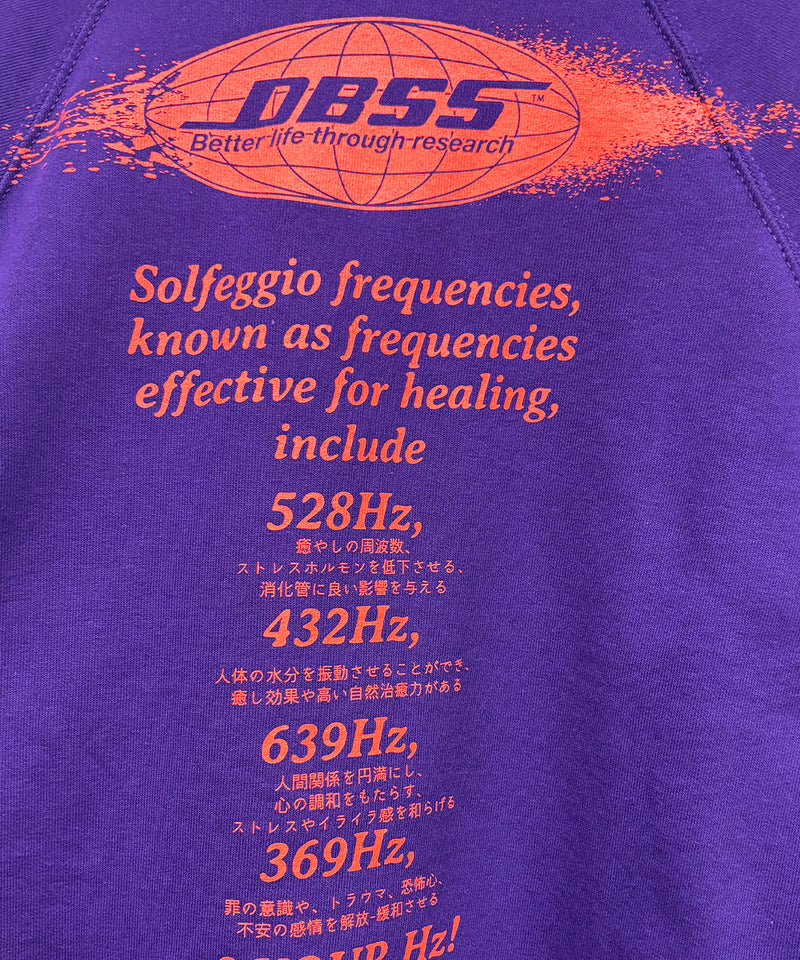 DBSS™
Better life through research
Solfeggio frequencies,
known as frequencies
effective for healing,
include
528Hz,
癒やしの周波数、
ストレスホルモンを低下させる、
消化管に良い影響を与える
432Hz,
人体の水分を振動させることができ、
癒し効果や高い自然治癒力がある
639Hz,
人間関係を円満にし、
心の調和をもたらす、
ストレスやイライラ感を和らげる
369Hz,
罪の意識や、トラウマ、恐怖心、
不安の感情を解放-緩和させる
YOUR Hz!